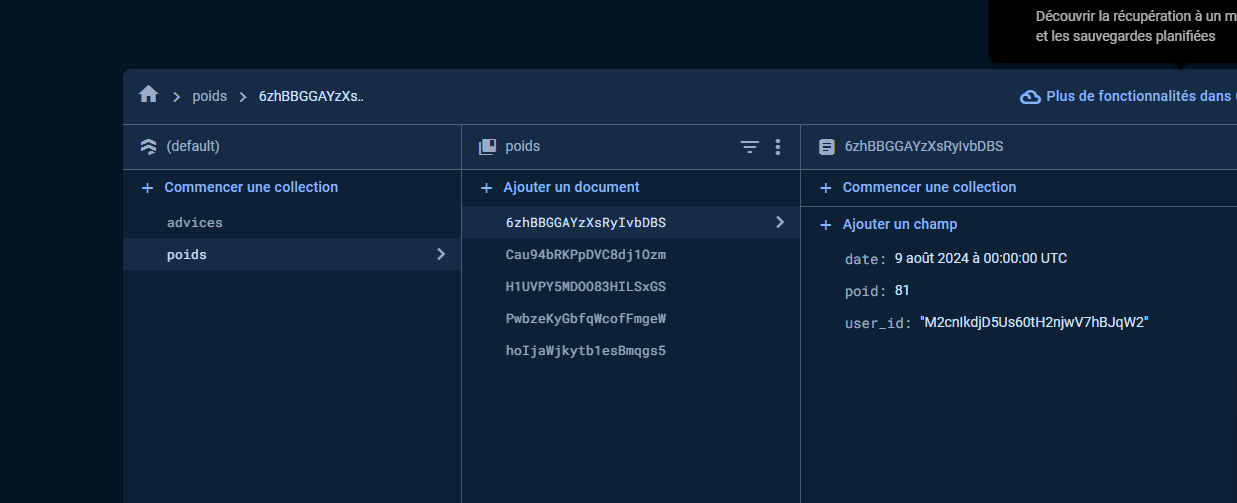 Découvrir la récupération à un m
et les sauvegardes planifiées
poids
6zhBBGGAYzXs..
Plus de fonctionnalités dans
(default)
poids
6zhBBGGAYzXsRyIvbDBS
+ Commencer une collection
+ Ajouter un document
+ Commencer une collection
advices
poids
6zhBBGGAYzXsRyIvbDBS
Cau94bRKPpDVC8dj1Ozm
H1UVPY5MDOO83HILSxGS
PwbzeKyGbfqWcofFmgeW
hoIjaWjkytb1esBmqgs5
+ Ajouter un champ
date: 9 août 2024 à 00:00:00 UTC
poid: 81
user_id: "M2cnIkdjD5Us60tH2njwV7hBJqW2"